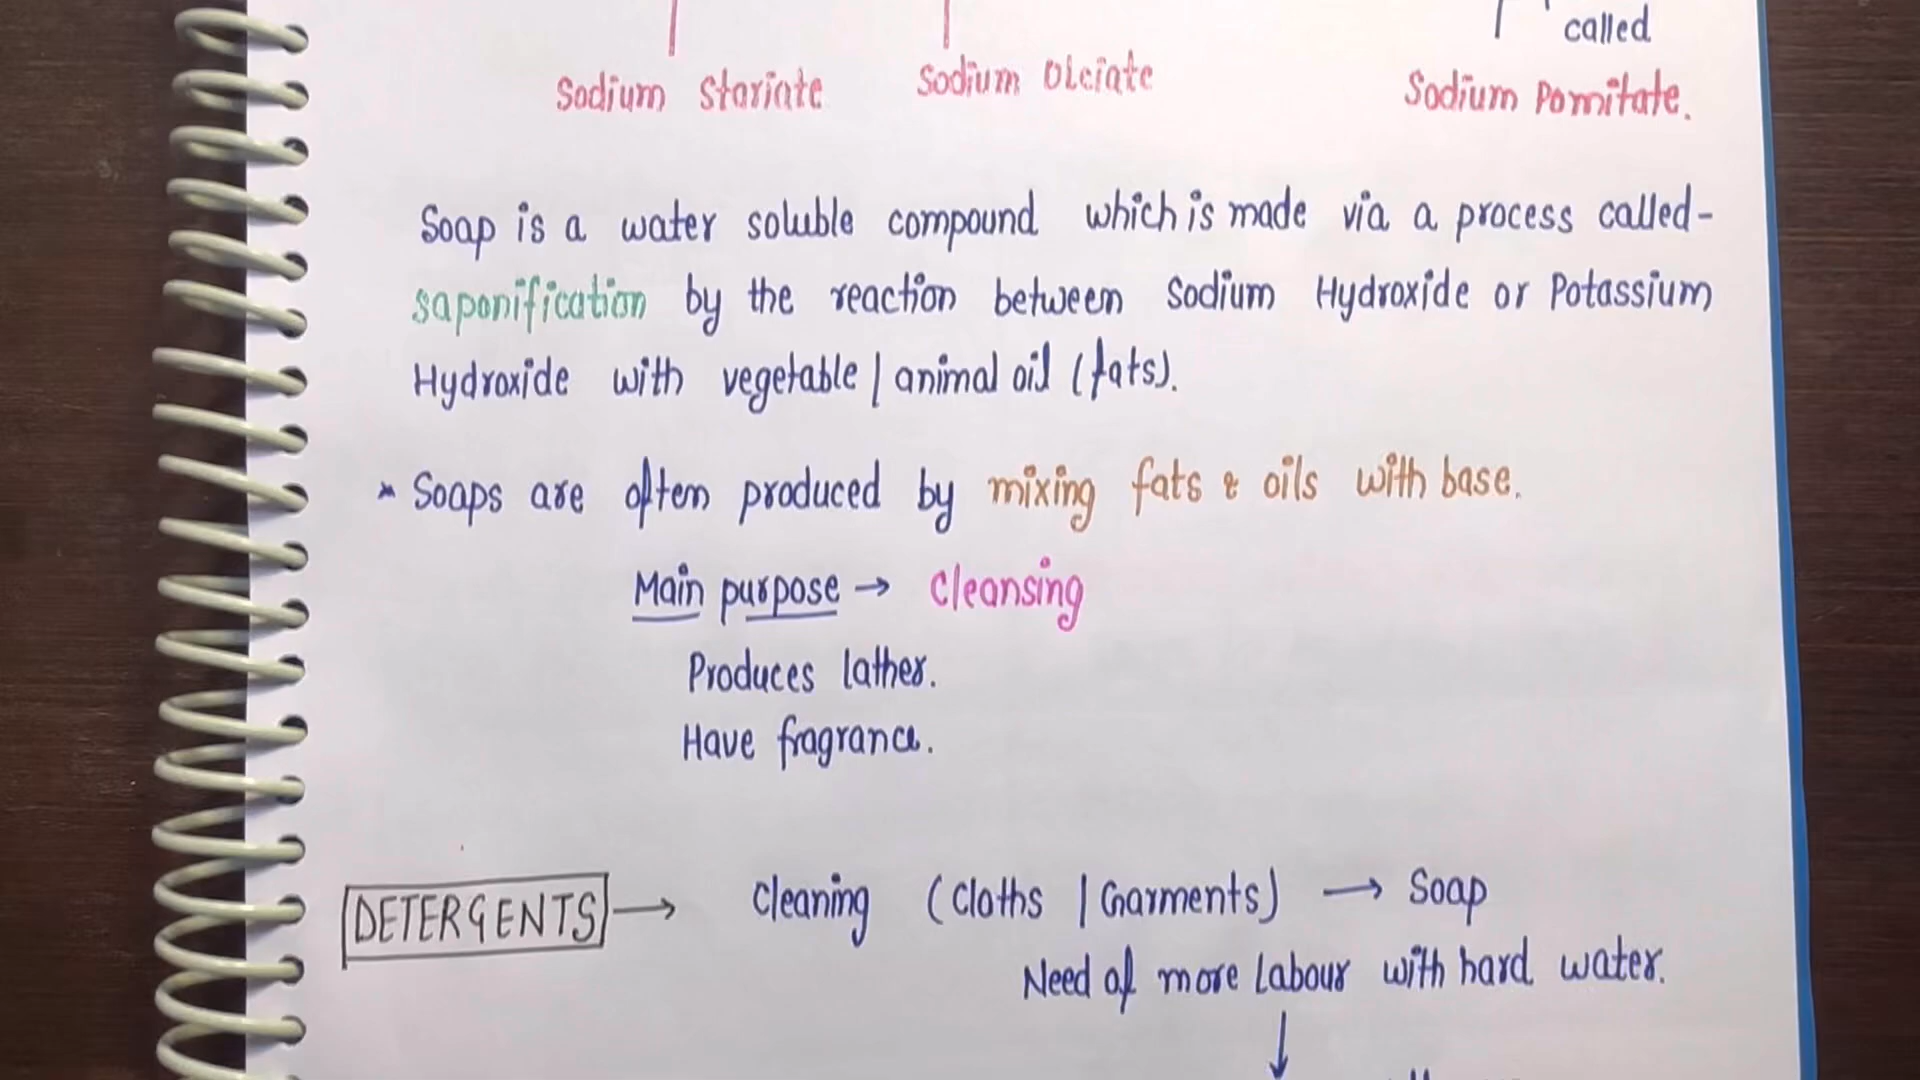 called
Sodium Stariate Sodium Olciate Sodium Pomitate.
Soap is a water soluble compound which is made via a process called-
saponification by the reaction between Sodium Hydroxide or Potassium
Hydroxide with vegetable / animal oil (fats).
* Soaps are often produced by mixing fats & oils with base.
Main purpose → Cleansing
Produces lather.
Have fragrance.
DETERGENTS → Cleaning (Cloths / Garments) → Soap
Need of more Labour with hard water.